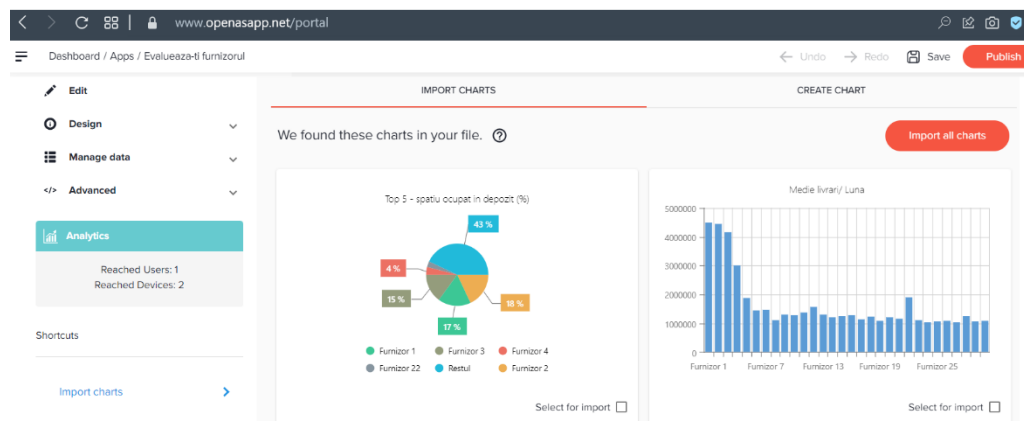 www.openasapp.net/portal
Dashboard / Apps / Evalueaza-ti furnizorul
Undo
Redo
Save
Publish
Edit
Design
Manage data
</> Advanced
Analytics
Reached Users: 1
Reached Devices: 2
Shortcuts
Import charts
IMPORT CHARTS
CREATE CHART
We found these charts in your file.
Import all charts
Top 5 - spatiu ocupat in depozit (%)
43 %
4 %
15 %
18 %
17 %
Furnizor 1 Furnizor 3 Furnizor 4
Furnizor 22 Restul Furnizor 2
Select for import
Medie livrari/ Luna
5000000
4000000
3000000
2000000
1000000
0
Furnizor 1 Furnizor 7 Furnizor 13 Furnizor 19 Furnizor 25
Select for import